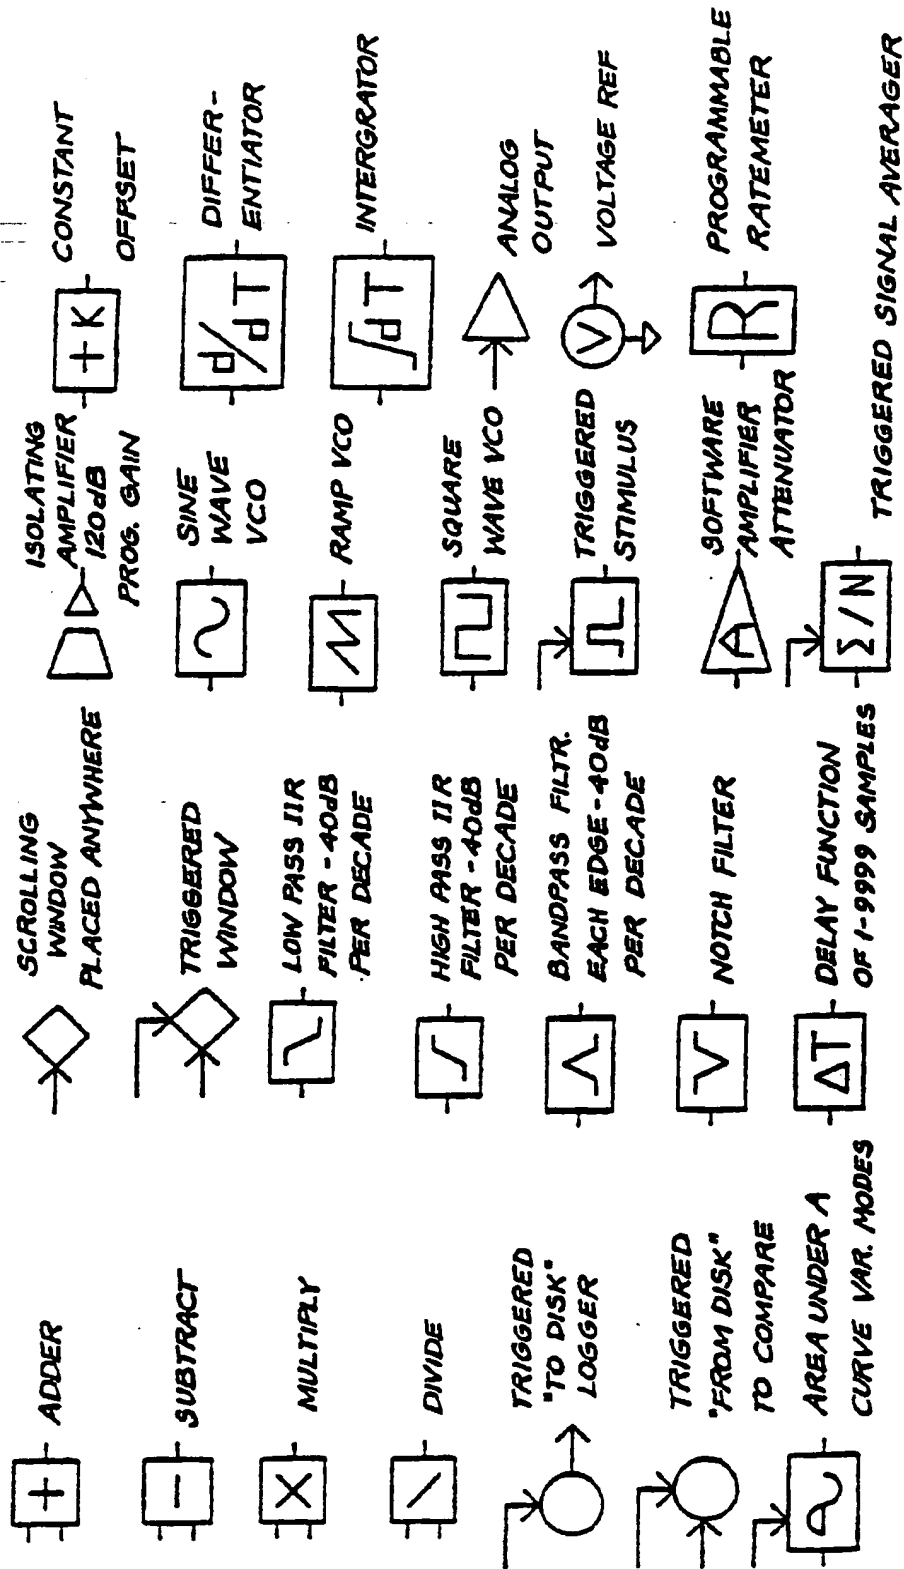 + ADDER
− SUBTRACT
× MULTIPLY
\ DIVIDE
TRIGGERED
"TO DISK"
LOGGER
TRIGGERED
"FROM DISK"
TO COMPARE
AREA UNDER A
CURVE VAR. MODES
SCROLLING
WINDOW
PLACED ANYWHERE
TRIGGERED
WINDOW
LOW PASS IIR
FILTER -40dB
PER DECADE
HIGH PASS IIR
FILTER -40dB
PER DECADE
BANDPASS FILTR.
EACH EDGE -40dB
PER DECADE
NOTCH FILTER
ΔT
DELAY FUNCTION
OF 1-9999 SAMPLES
ISOLATING
AMPLIFIER
120dB
PROG. GAIN
SINE
WAVE
VCO
RAMP VCO
SQUARE
WAVE VCO
TRIGGERED
STIMULUS
A
SOFTWARE
AMPLIFIER
ATTENUATOR
Σ/N
TRIGGERED SIGNAL AVERAGER
+K
CONSTANT
OFFSET
d/dT
DIFFER-
ENTIATOR
∫dT
INTERGRATOR
ANALOG
OUTPUT
V
VOLTAGE REF
R
PROGRAMMABLE
RATEMETER